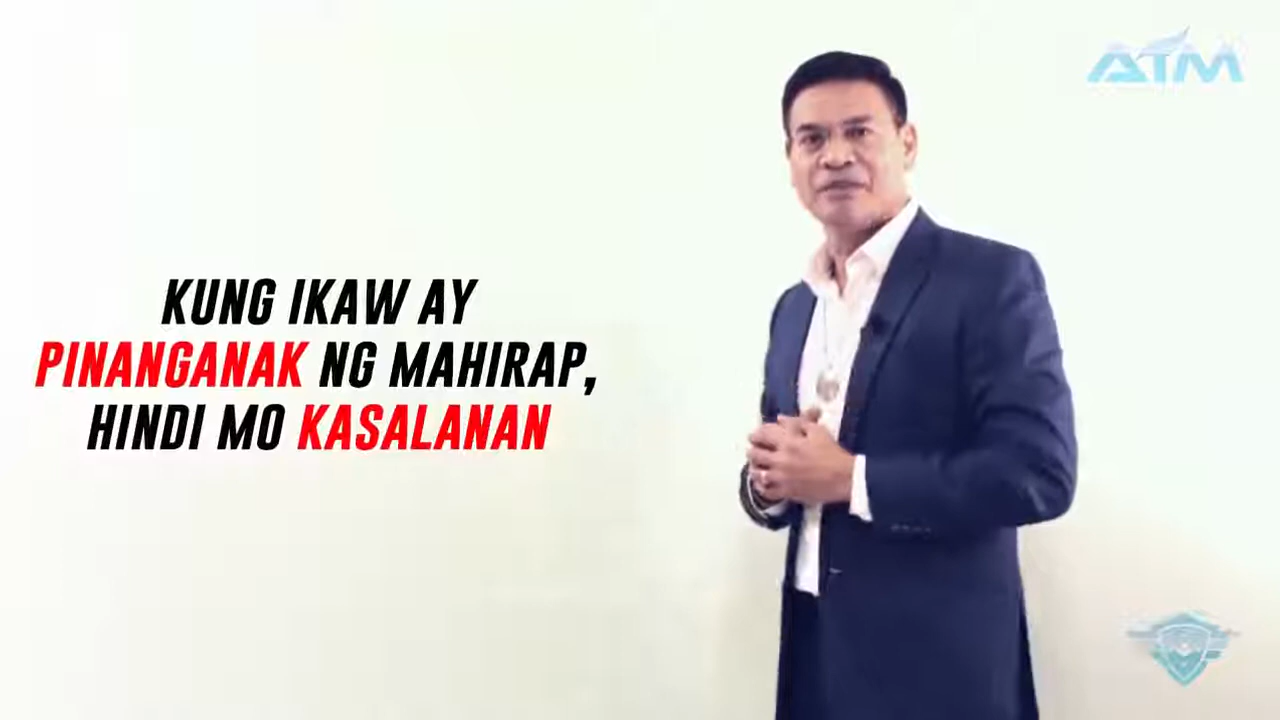 ATM
KUNG IKAW AY
PINANGANAK NG MAHIRAP,
HINDI MO KASALANAN